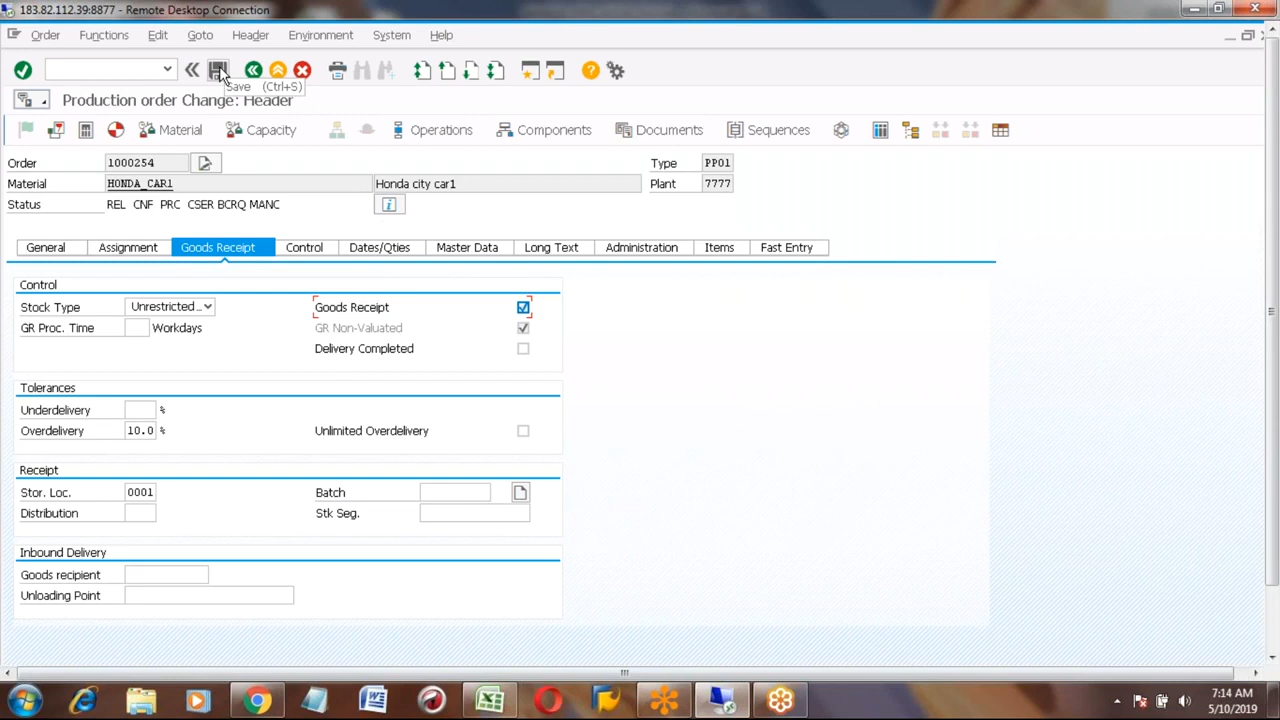 183.82.112.39:8877 - Remote Desktop Connection
Order Functions Edit Goto Header Environment System Help
Save (Ctrl+S)
Production order Change: Header
Material Capacity Operations Components Documents Sequences
Order 1000254 Type PP01
Material HONDA_CAR1 Honda city car1 Plant 7777
Status REL CNF PRC CSER BCRQ MANC
General Assignment Goods Receipt Control Dates/Qties Master Data Long Text Administration Items Fast Entry
Control
Stock Type Unrestricted... Goods Receipt
GR Proc. Time Workdays GR Non-Valuated
Delivery Completed
Tolerances
Underdelivery %
Overdelivery 10.0 % Unlimited Overdelivery
Receipt
Stor. Loc. 0001 Batch
Distribution Stk Seg.
Inbound Delivery
Goods recipient
Unloading Point
7:14 AM
5/10/2019